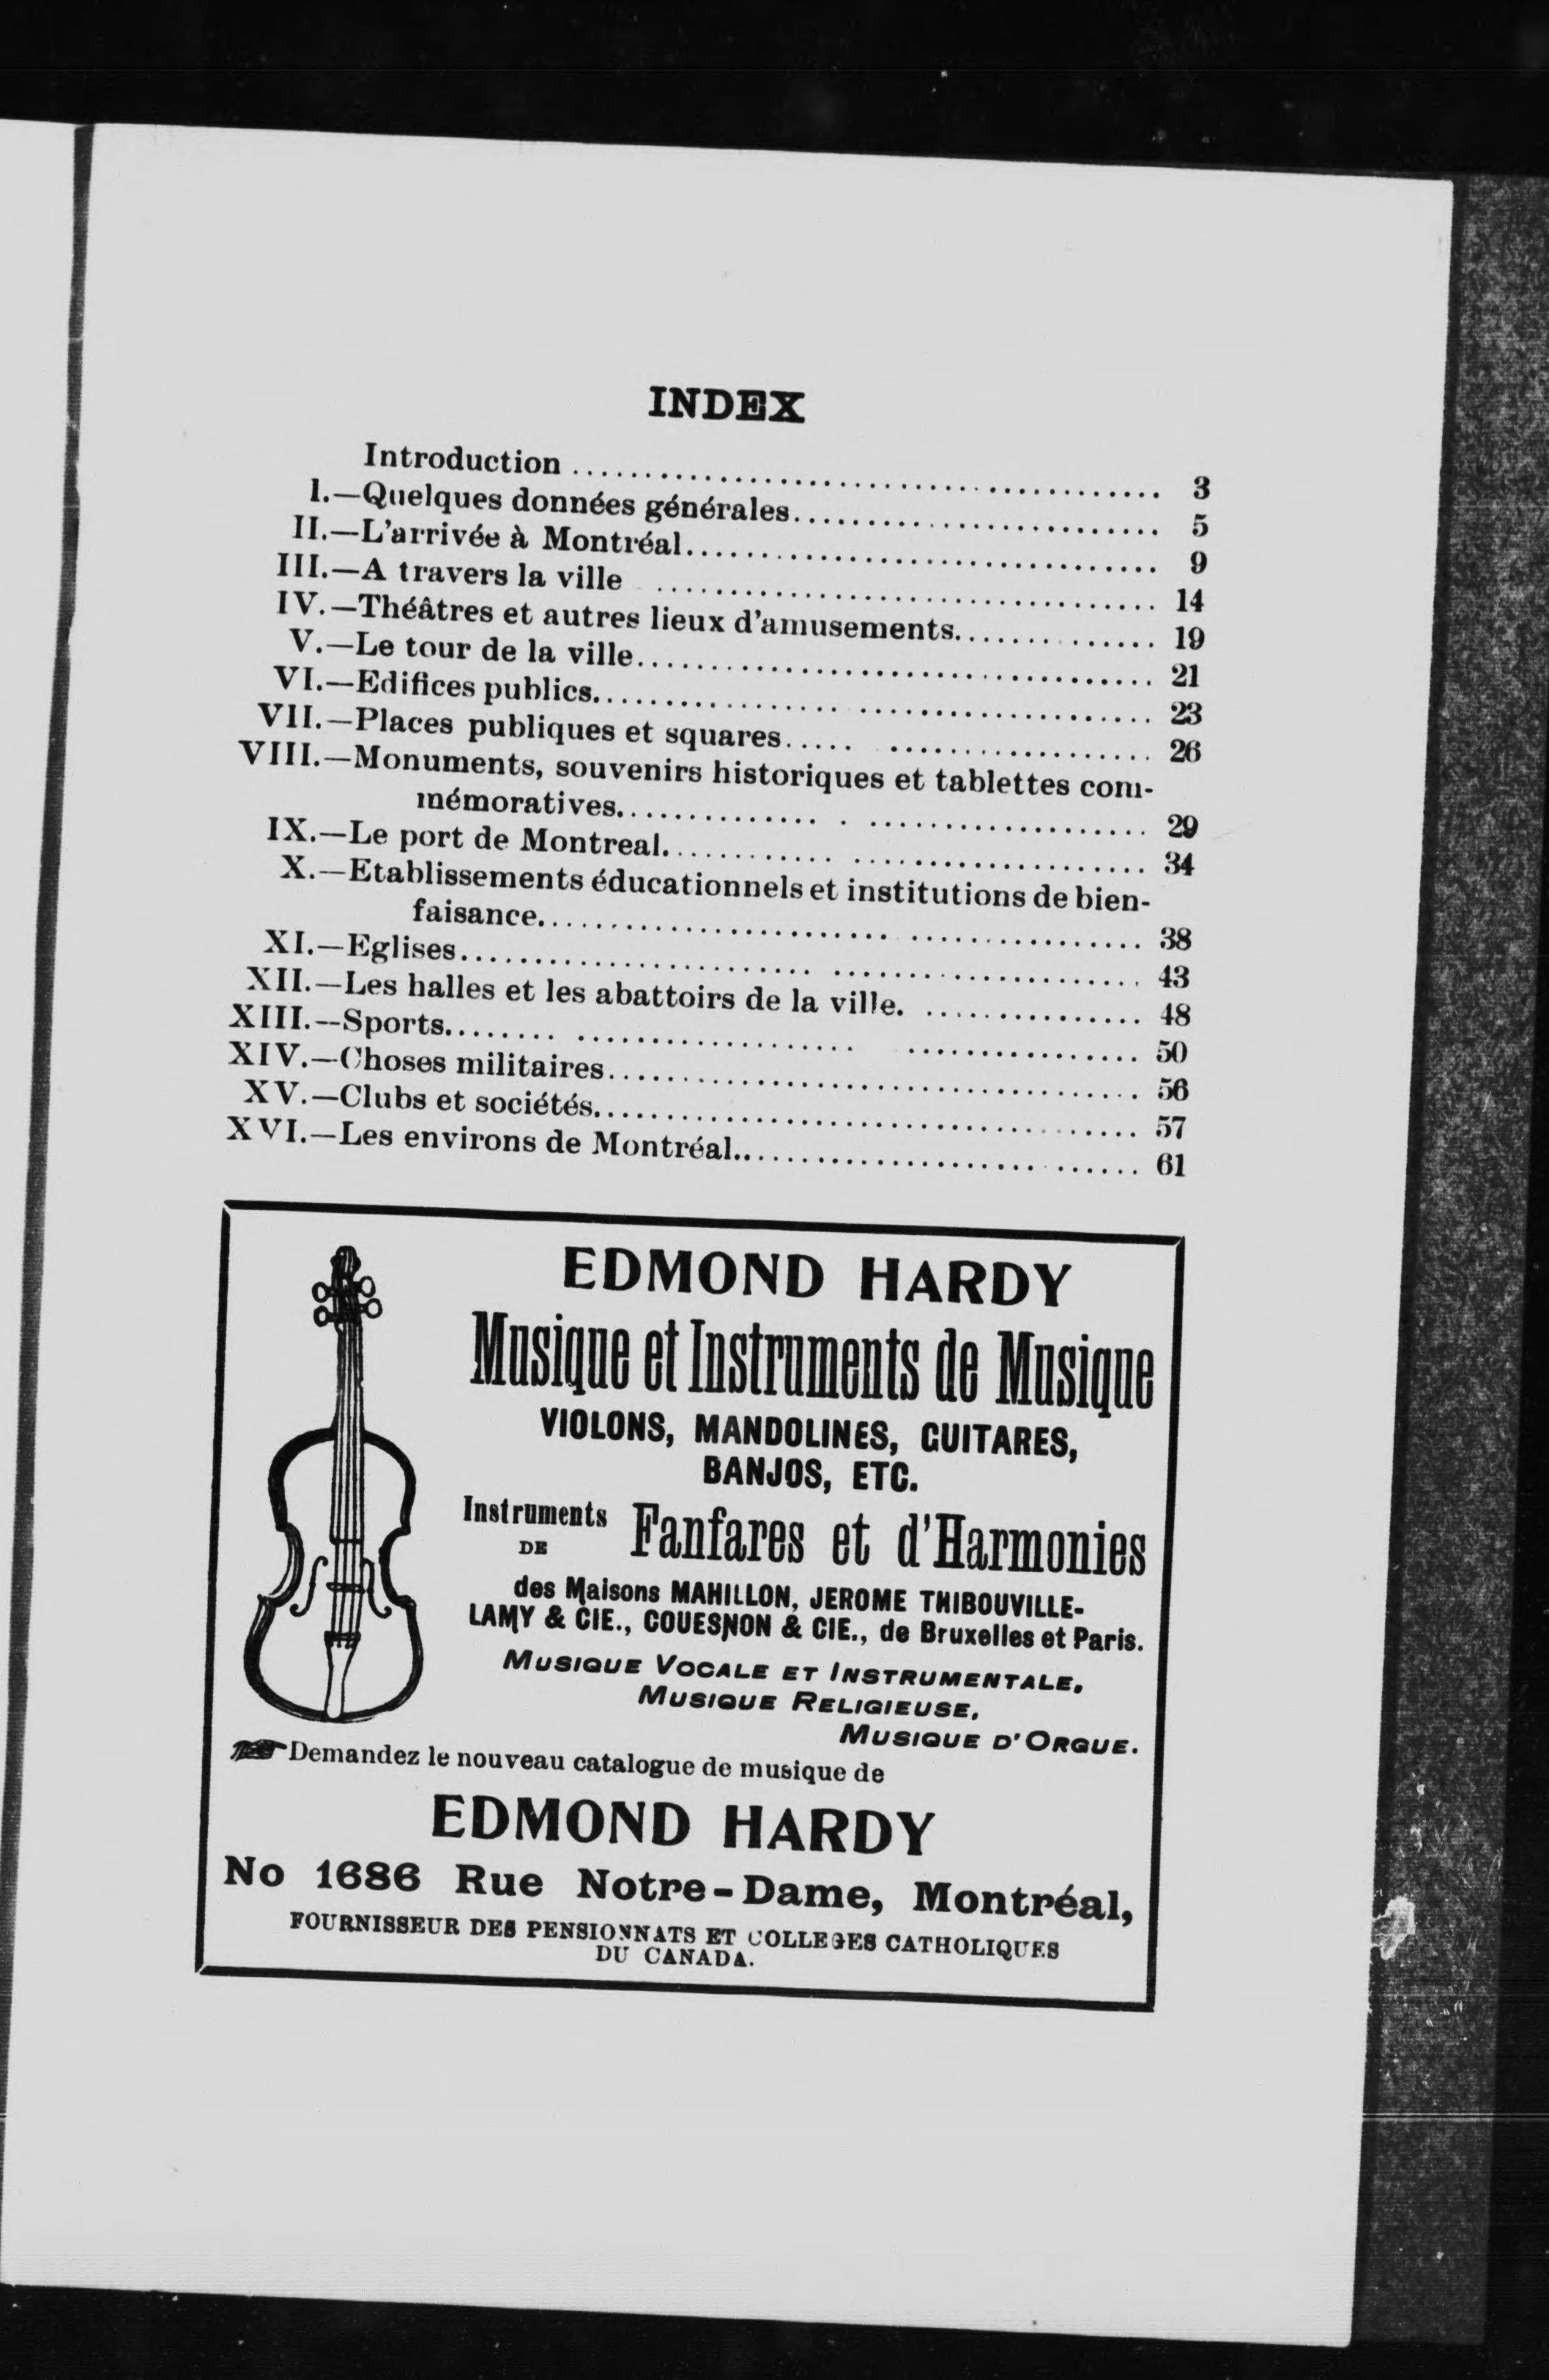 INDEX
Introduction ........................................ 3
I.—Quelques données générales......................... 5
II.—L'arrivée à Montréal................................ 9
III.—A travers la ville .................................. 14
IV.—Théâtres et autres lieux d'amusements.............. 19
V.—Le tour de la ville.................................... 21
VI.—Edifices publics...................................... 23
VII.—Places publiques et squares..... .................. 26
VIII.—Monuments, souvenirs historiques et tablettes com-
mémoratives.............. . ................... 29
IX.—Le port de Montreal............ .................... 34
X.—Etablissements éducationnels et institutions de bien-
faisance........................ ................ 38
XI.—Eglises........................ ..................... 43
XII.—Les halles et les abattoirs de la ville. ............... 48
XIII.--Sports........ ................... ................ 50
XIV.—Choses militaires.................................... 56
XV.—Clubs et sociétés..................................... 57
XVI.—Les environs de Montréal............................ 61
EDMOND HARDY
Musique et Instruments de Musique
VIOLONS, MANDOLINES, GUITARES,
BANJOS, ETC.
Instruments DE Fanfares et d'Harmonies
des Maisons MAHILLON, JEROME THIBOUVILLE-
LAMY & CIE., COUESNON & CIE., de Bruxelles et Paris.
MUSIQUE VOCALE ET INSTRUMENTALE,
MUSIQUE RELIGIEUSE,
MUSIQUE D'ORGUE.
Demandez le nouveau catalogue de musique de
EDMOND HARDY
No 1686 Rue Notre-Dame, Montréal,
FOURNISSEUR DES PENSIONNATS ET COLLEGES CATHOLIQUES
DU CANADA.